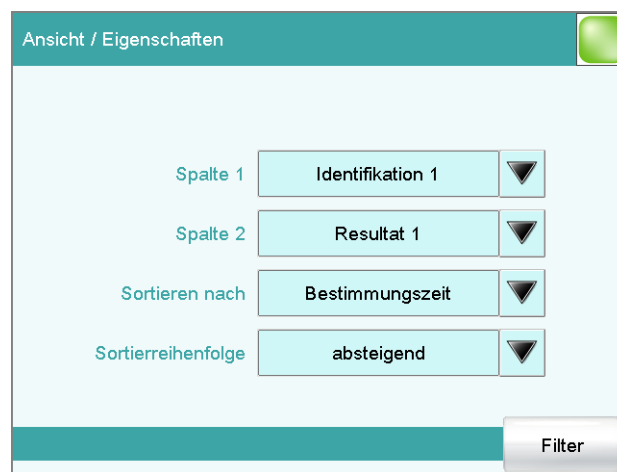 Ansicht / Eigenschaften
Spalte 1 Identifikation 1
Spalte 2 Resultat 1
Sortieren nach Bestimmungszeit
Sortierreihenfolge absteigend
Filter